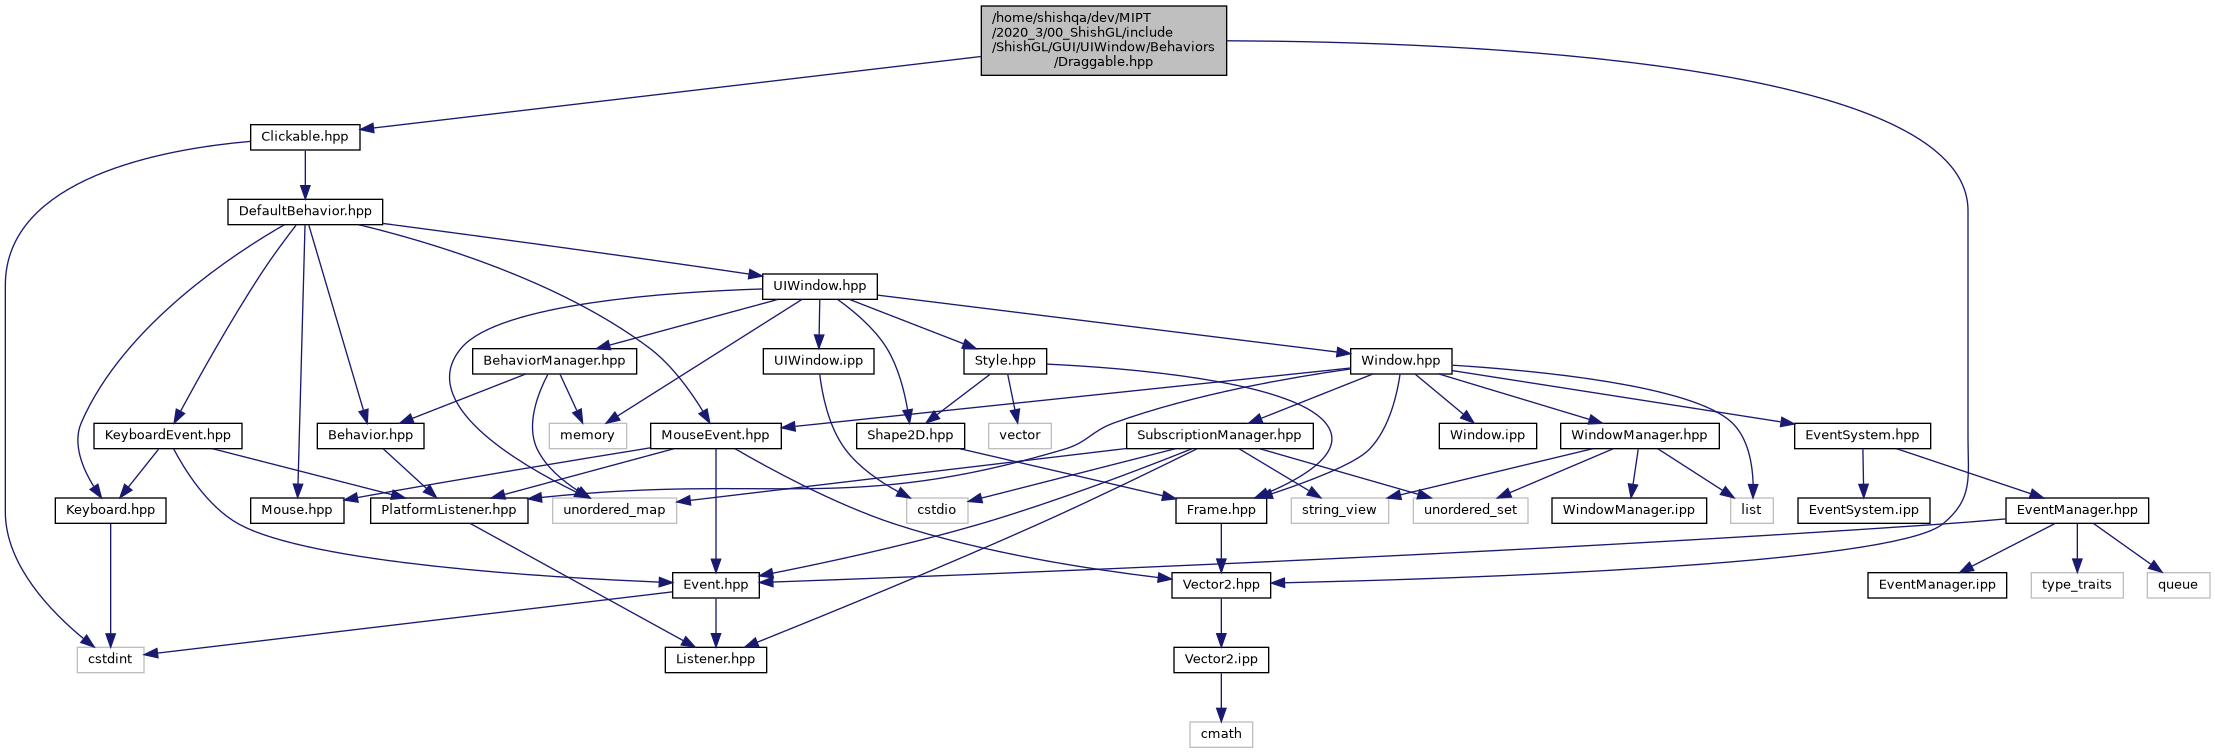 /home/shishqa/dev/MIPT
/2020_3/00_ShishGL/include
/ShishGL/GUI/UIWindow/Behaviors
/Draggable.hpp
Clickable.hpp
DefaultBehavior.hpp
UIWindow.hpp
BehaviorManager.hpp
UIWindow.ipp
Style.hpp
Window.hpp
KeyboardEvent.hpp
Behavior.hpp
memory
MouseEvent.hpp
Shape2D.hpp
vector
SubscriptionManager.hpp
Window.ipp
WindowManager.hpp
EventSystem.hpp
Keyboard.hpp
Mouse.hpp
PlatformListener.hpp
unordered_map
cstdio
Frame.hpp
string_view
unordered_set
WindowManager.ipp
list
EventSystem.ipp
EventManager.hpp
Event.hpp
Vector2.hpp
EventManager.ipp
type_traits
queue
cstdint
Listener.hpp
Vector2.ipp
cmath